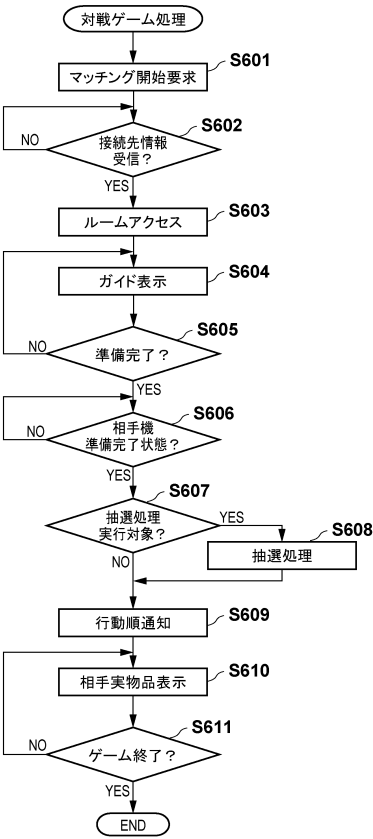 対戦ゲーム処理
S601
マッチング開始要求
S602
接続先情報
受信？
NO
YES
S603
ルームアクセス
S604
ガイド表示
S605
準備完了？
NO
YES
S606
相手機
準備完了状態？
NO
YES
S607
抽選処理
実行対象？
YES
NO
S608
抽選処理
S609
行動順通知
S610
相手実物品表示
S611
ゲーム終了？
NO
YES
END